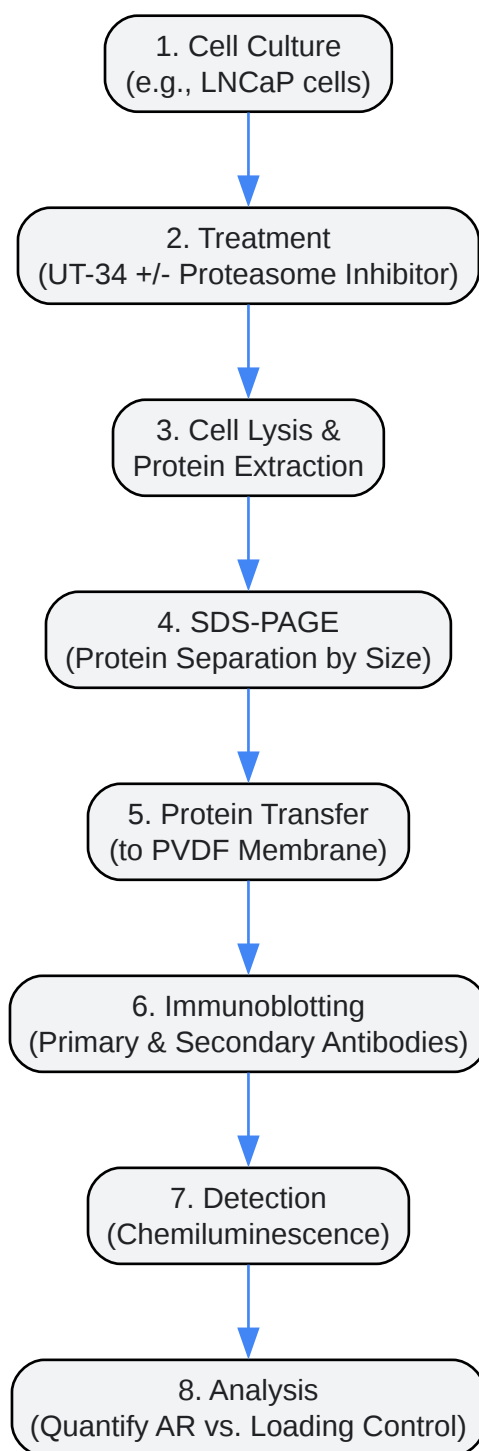 1. Cell Culture
(e.g., LNCaP cells)
2. Treatment
(UT-34 +/- Proteasome Inhibitor)
3. Cell Lysis &
Protein Extraction
4. SDS-PAGE
(Protein Separation by Size)
5. Protein Transfer
(to PVDF Membrane)
6. Immunoblotting
(Primary & Secondary Antibodies)
7. Detection
(Chemiluminescence)
8. Analysis
(Quantify AR vs. Loading Control)